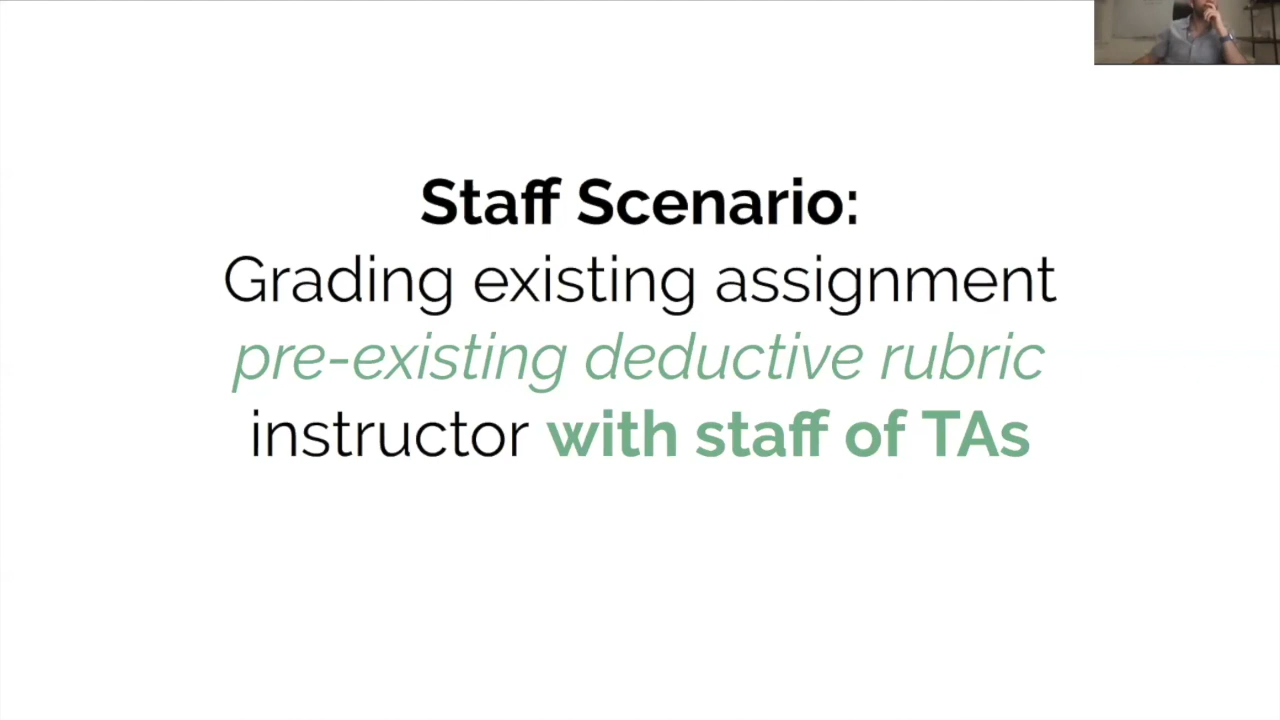 Staff Scenario:
Grading existing assignment
pre-existing deductive rubric
instructor with staff of TAs